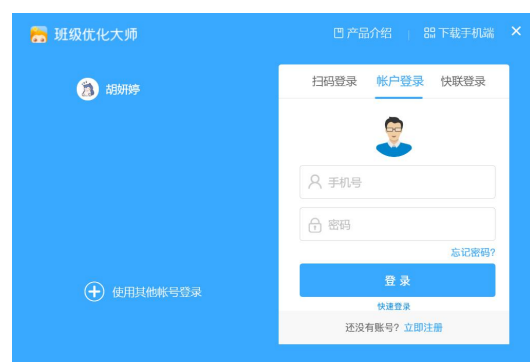 班级优化大师
产品介绍 | 下载手机端 ×
胡妍婷
使用其他帐号登录
扫码登录 帐户登录 快联登录
手机号
密码
忘记密码?
登 录
快速登录
还没有账号? 立即注册